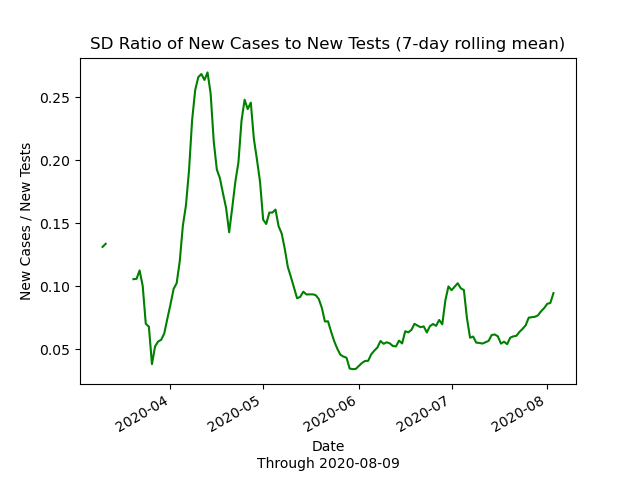 SD Ratio of New Cases to New Tests (7-day rolling mean)
New Cases / New Tests
0.25
0.20
0.15
0.10
0.05
2020-04
2020-05
2020-06
2020-07
2020-08
Date
Through 2020-08-09